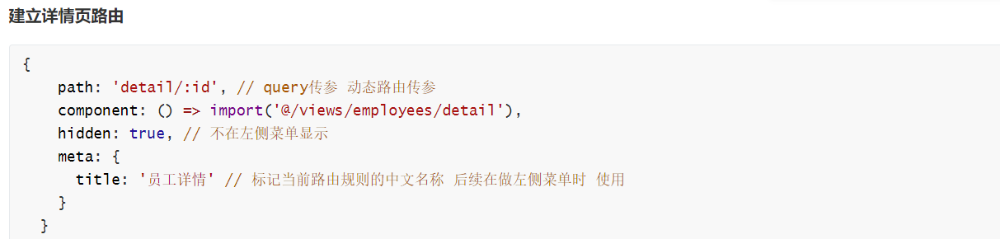 建立详情页路由
{
    path: 'detail/:id', // query传参 动态路由传参
    component: () => import('@/views/employees/detail'),
    hidden: true, // 不在左侧菜单显示
    meta: {
      title: '员工详情' // 标记当前路由规则的中文名称 后续在做左侧菜单时 使用
    }
  }